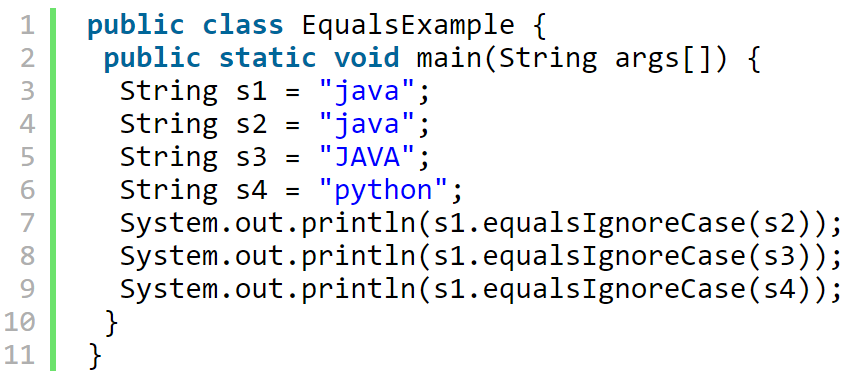 1 public class EqualsExample {
2 public static void main(String args[]) {
3 String s1 = "java";
4 String s2 = "java";
5 String s3 = "JAVA";
6 String s4 = "python";
7 System.out.println(s1.equalsIgnoreCase(s2));
8 System.out.println(s1.equalsIgnoreCase(s3));
9 System.out.println(s1.equalsIgnoreCase(s4));
10 }
11 }